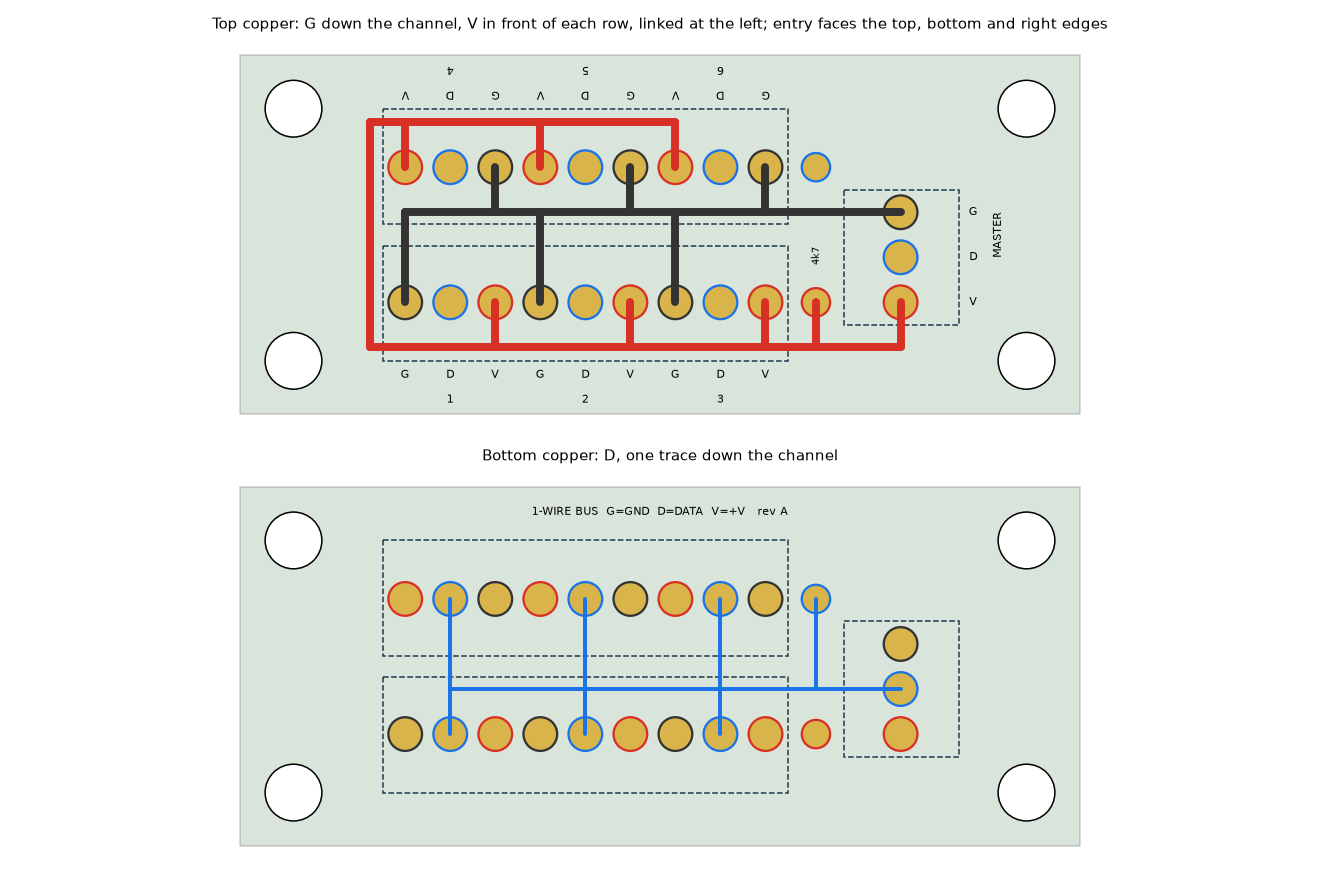 Top copper: G down the channel, V in front of each row, linked at the left; entry faces the top, bottom and right edges
4 5 6
V D G V D G V D G
G
MASTER
D
4k7
V
G D V G D V G D V
1 2 3
Bottom copper: D, one trace down the channel
1-WIRE BUS G=GND D=DATA V=+V rev A